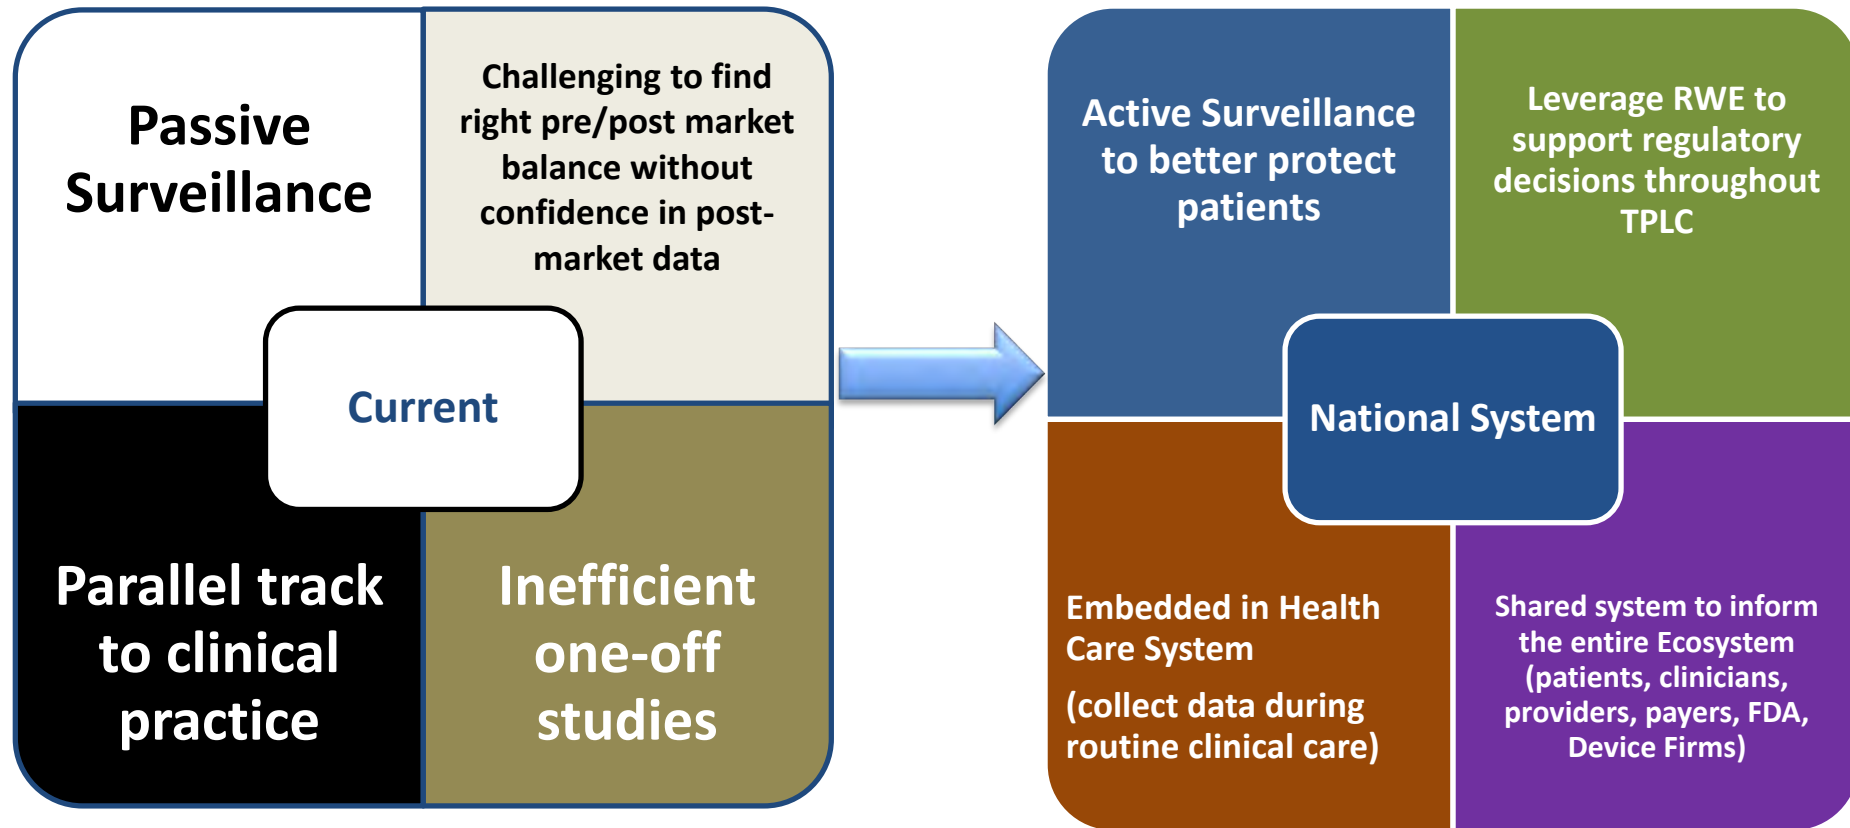 Passive
Surveillance
Challenging to find
right pre/post market
balance without
confidence in post-
market data
Current
Parallel track
to clinical
practice
Inefficient
one-off
studies
Active Surveillance
to better protect
patients
Leverage RWE to
support regulatory
decisions throughout
TPLC
National System
Embedded in Health
Care System
(collect data during
routine clinical care)
Shared system to inform
the entire Ecosystem
(patients, clinicians,
providers, payers, FDA,
Device Firms)